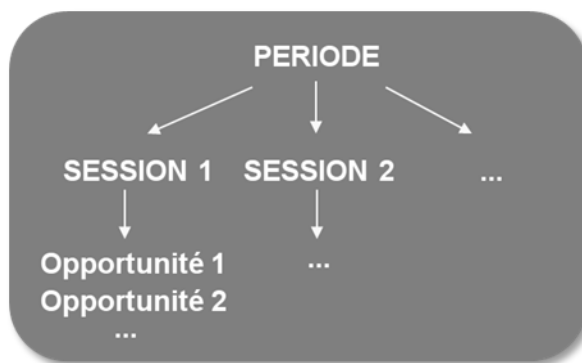 PERIODE
SESSION 1 SESSION 2 ...
Opportunité 1 ...
Opportunité 2
...